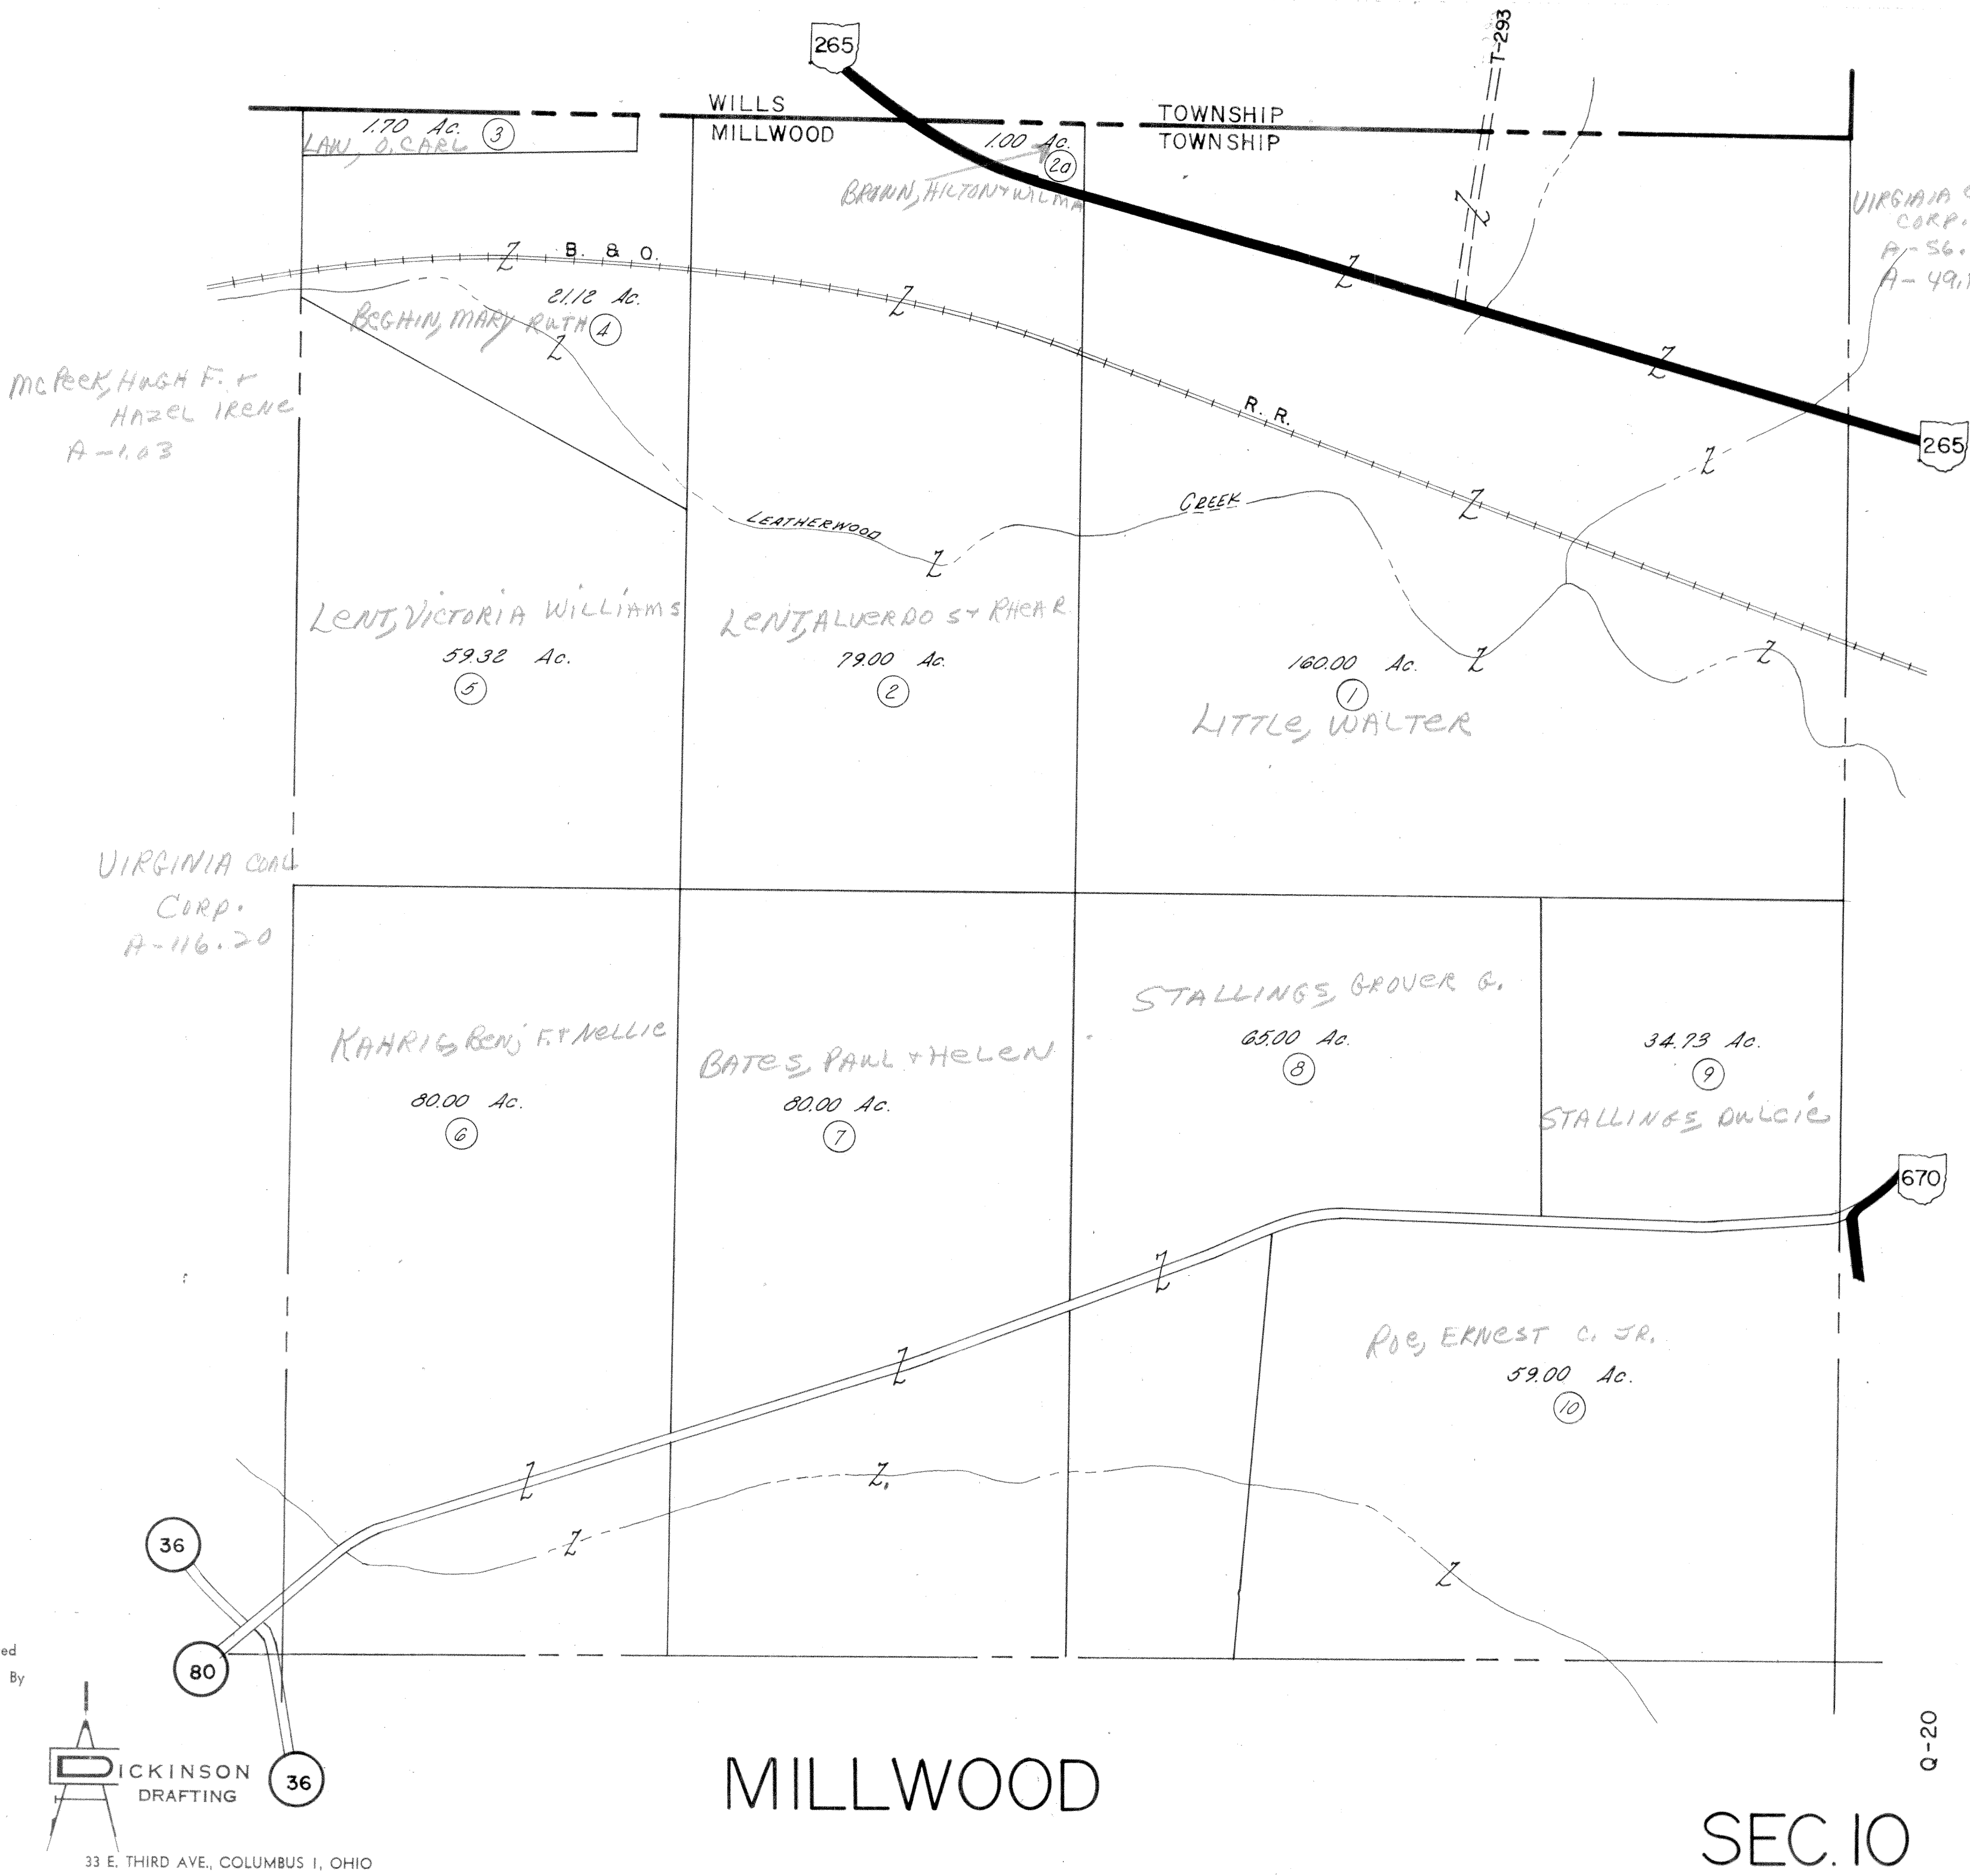 265
T-293
WILLS TOWNSHIP
MILLWOOD TOWNSHIP
1.70 Ac. 3
LAW, O. CARL
1.00 Ac.
2a
BROWN, HILTON + WILMA
VIRGINIA C
CORP.
A-56.
A-49.
B. & O.
21.12 Ac.
BEGHIN, MARY RUTH 4
McPeek, HUGH F. +
HAZEL IRENE
A-1.03
R. R.
265
LEATHERWOOD CREEK
LENT, VICTORIA WILLIAMS
59.32 Ac.
5
LENT, ALVERDO S + RHEA R
79.00 Ac.
2
160.00 Ac.
1
LITTLE, WALTER
VIRGINIA COAL
CORP.
A-116.20
KAHRIG, BENJ F. + NELLIE
80.00 Ac.
6
BATES, PAUL + HELEN
80.00 Ac.
7
STALLINGS, GROVER G.
65.00 Ac.
8
34.73 Ac.
9
STALLINGS DULCIE
670
ROE, ERNEST C. JR.
59.00 Ac.
10
36
80
36
ed
By
DICKINSON
DRAFTING
33 E. THIRD AVE., COLUMBUS 1, OHIO
MILLWOOD
Q-20
SEC. 10